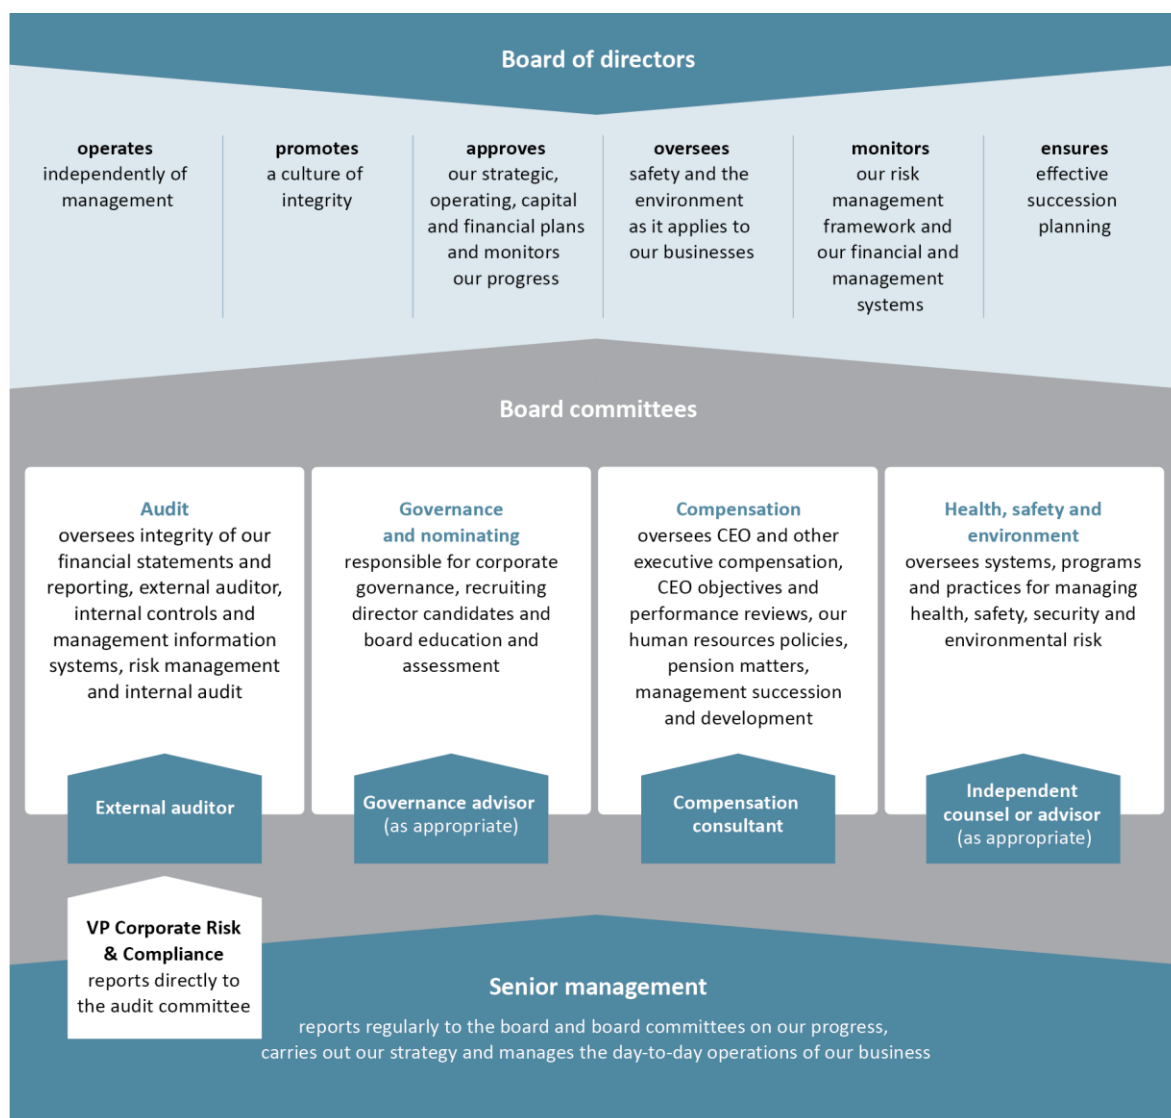 Board of directors
operates
independently of
management
promotes
a culture of
integrity
approves
our strategic,
operating, capital
and financial plans
and monitors
our progress
oversees
safety and the
environment
as it applies to
our businesses
monitors
our risk
management
framework and
our financial and
management
systems
ensures
effective
succession
planning
Board committees
Audit
oversees integrity of our
financial statements and
reporting, external auditor,
internal controls and
management information
systems, risk management
and internal audit
External auditor
VP Corporate Risk
& Compliance
reports directly to
the audit committee
Governance
and nominating
responsible for corporate
governance, recruiting
director candidates and
board education and
assessment
Governance advisor
(as appropriate)
Compensation
oversees CEO and other
executive compensation,
CEO objectives and
performance reviews, our
human resources policies,
pension matters,
management succession
and development
Compensation
consultant
Health, safety and
environment
oversees systems, programs
and practices for managing
health, safety, security and
environmental risk
Independent
counsel or advisor
(as appropriate)
Senior management
reports regularly to the board and board committees on our progress,
carries out our strategy and manages the day-to-day operations of our business